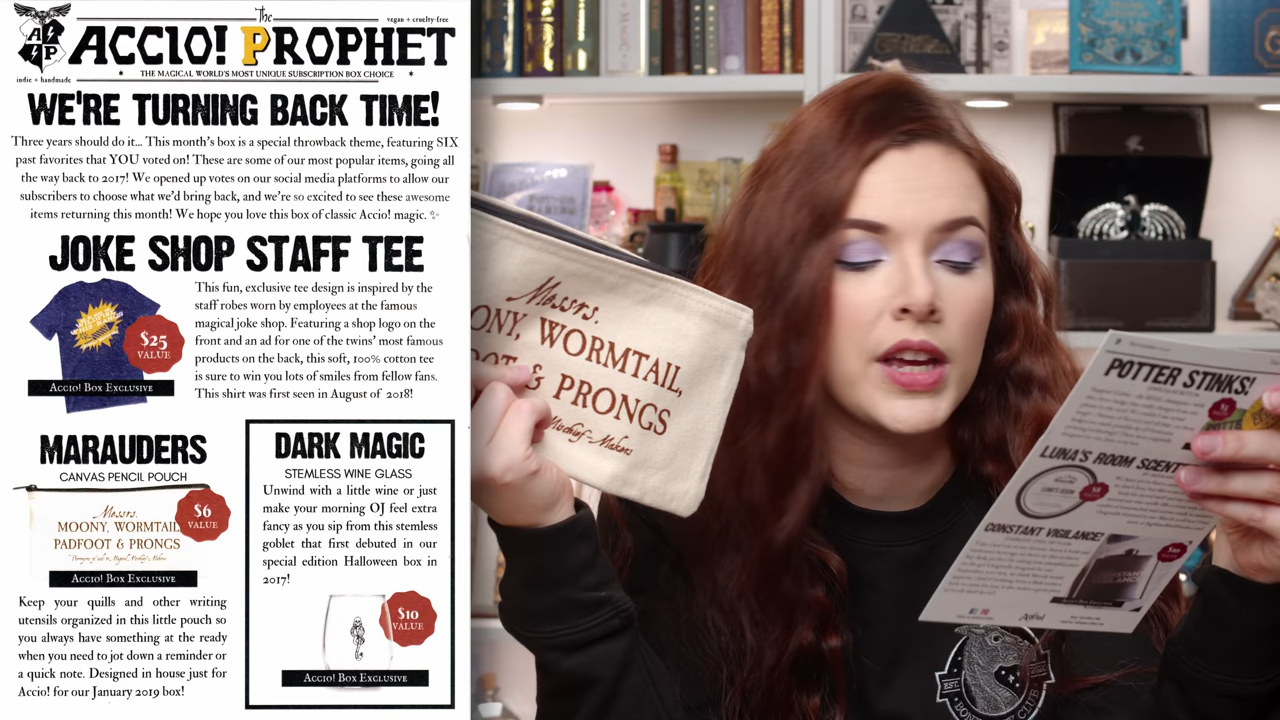 The
vegan + cruelty-free
AP
ACCIO! PROPHET
indie + handmade
THE MAGICAL WORLD'S MOST UNIQUE SUBSCRIPTION BOX CHOICE
WE'RE TURNING BACK TIME!
Three years should do it... This month's box is a special throwback theme, featuring SIX
past favorites that YOU voted on! These are some of our most popular items, going all
the way back to 2017! We opened up votes on our social media platforms to allow our
subscribers to choose what we'd bring back, and we're so excited to see these awesome
items returning this month! We hope you love this box of classic Accio! magic.
JOKE SHOP STAFF TEE
$25
VALUE
ACCIO! BOX EXCLUSIVE
This fun, exclusive tee design is inspired by the
staff robes worn by employees at the famous
magical joke shop. Featuring a shop logo on the
front and an ad for one of the twins' most famous
products on the back, this soft, 100% cotton tee
is sure to win you lots of smiles from fellow fans.
This shirt was first seen in August of 2018!
MARAUDERS
CANVAS PENCIL POUCH
Messrs.
MOONY, WORMTAIL
PADFOOT & PRONGS
$6
VALUE
ACCIO! BOX EXCLUSIVE
Keep your quills and other writing
utensils organized in this little pouch so
you always have something at the ready
when you need to jot down a reminder or
a quick note. Designed in house just for
Accio! for our January 2019 box!
DARK MAGIC
STEMLESS WINE GLASS
Unwind with a little wine or just
make your morning OJ feel extra
fancy as you sip from this stemless
goblet that first debuted in our
special edition Halloween box in
2017!
$10
VALUE
ACCIO! BOX EXCLUSIVE
Messrs.
OONY, WORMTAIL,
& PRONGS
Mischief-Makers
POTTER STINKS!
LUNA'S ROOM SCENT
CONSTANT VIGILANCE!
EST.
CLUB